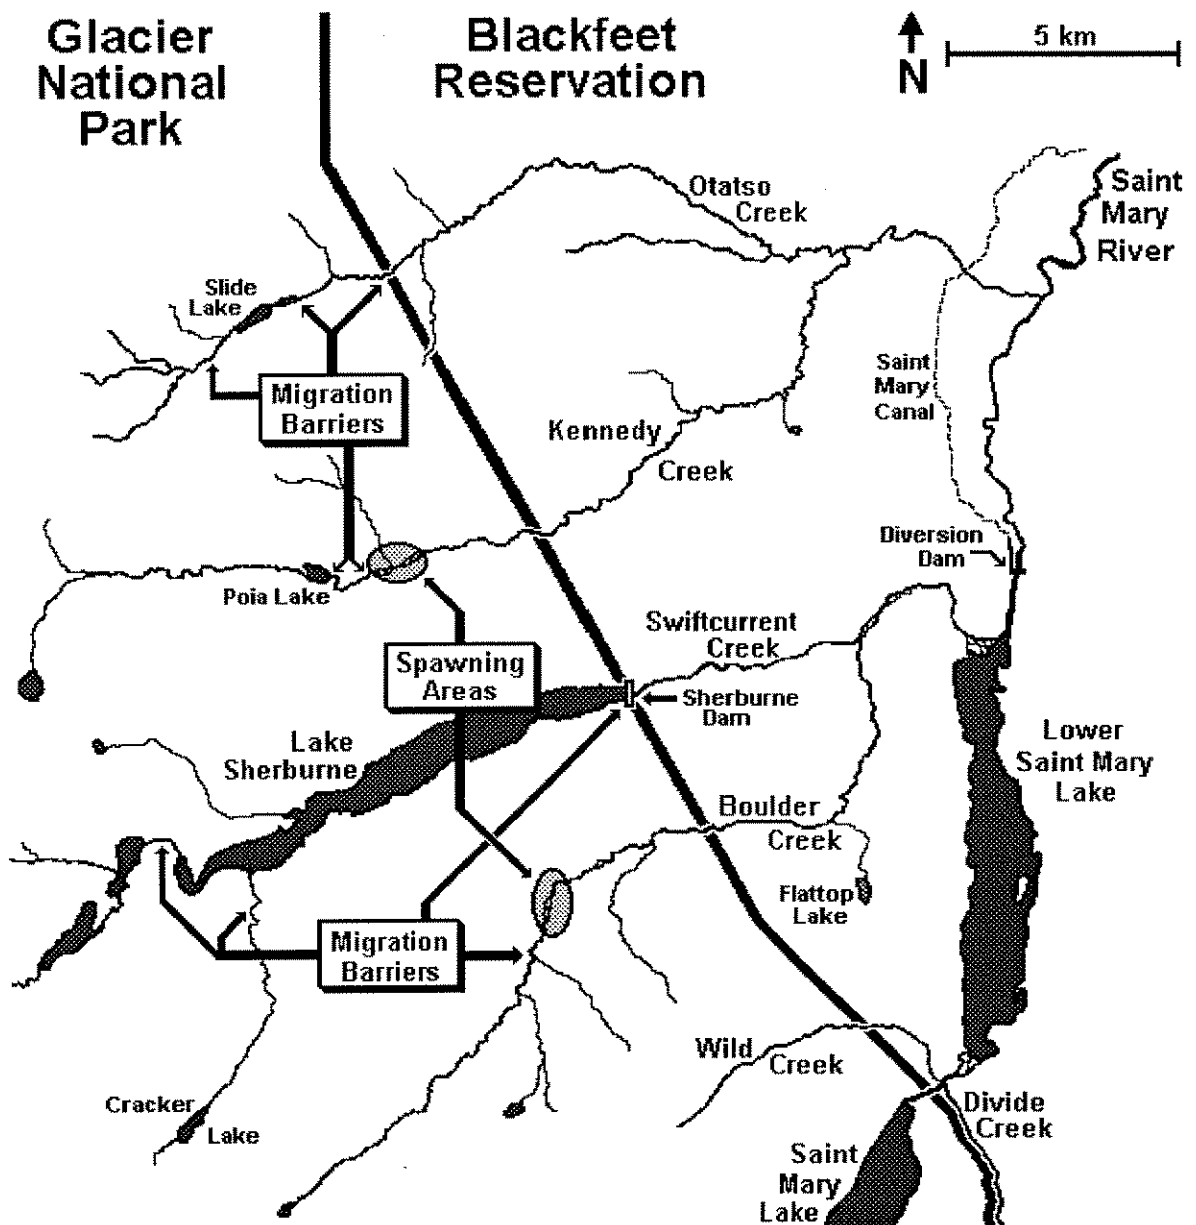 Glacier
National
Park
Blackfeet
Reservation
N
5 km
Otatso
Creek
Saint
Mary
River
Slide
Lake
Saint
Mary
Canal
Migration
Barriers
Kennedy
Creek
Diversion
Dam
Poia Lake
Swiftcurrent
Creek
Spawning
Areas
Sherburne
Dam
Lake
Sherburne
Lower
Saint Mary
Lake
Boulder
Creek
Flattop
Lake
Migration
Barriers
Wild
Creek
Cracker
Lake
Divide
Creek
Saint
Mary
Lake